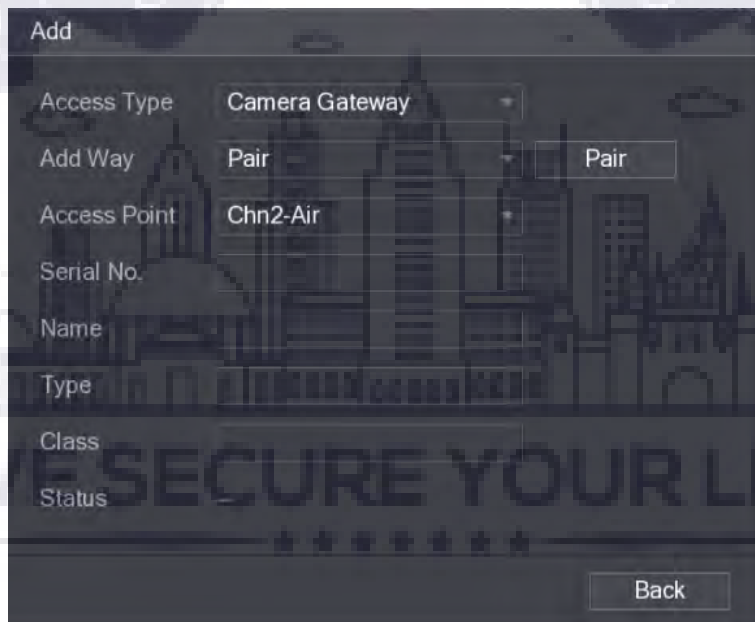 Add
Access Type Camera Gateway
Add Way Pair Pair
Access Point Chn2-Air
Serial No.
Name
Type
Class
VE SECURE YOUR L
Status –
Back